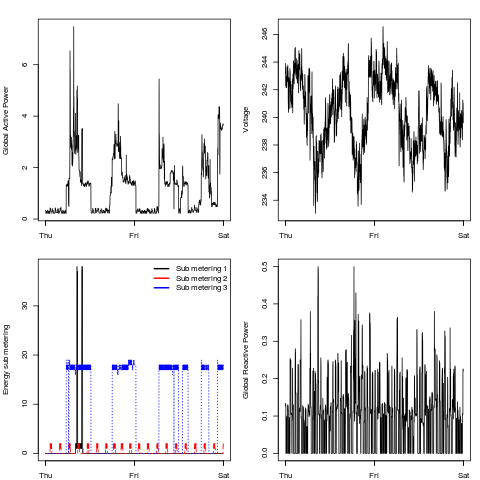 Global Active Power
0
2
4
6
Thu
Fri
Sat
Voltage
234
236
238
240
242
244
246
Thu
Fri
Sat
Energy sub metering
0
10
20
30
Sub metering 1
Sub metering 2
Sub metering 3
Thu
Fri
Sat
Global Reactive Power
0.0
0.1
0.2
0.3
0.4
0.5
Thu
Fri
Sat